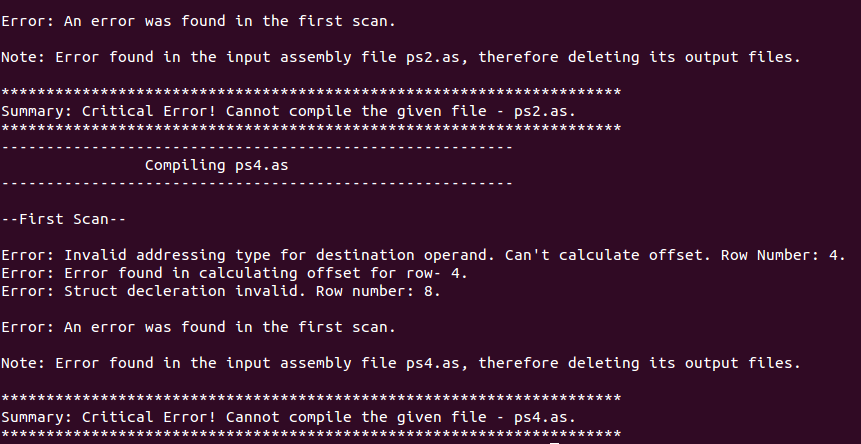 Error: An error was found in the first scan.
Note: Error found in the input assembly file ps2.as, therefore deleting its output files.
*********************************************************************
Summary: Critical Error! Cannot compile the given file - ps2.as.
*********************************************************************
---------------------------------------------------------
Compiling ps4.as
---------------------------------------------------------
--First Scan--
Error: Invalid addressing type for destination operand. Can't calculate offset. Row Number: 4.
Error: Error found in calculating offset for row- 4.
Error: Struct decleration invalid. Row number: 8.
Error: An error was found in the first scan.
Note: Error found in the input assembly file ps4.as, therefore deleting its output files.
*********************************************************************
Summary: Critical Error! Cannot compile the given file - ps4.as.
*********************************************************************